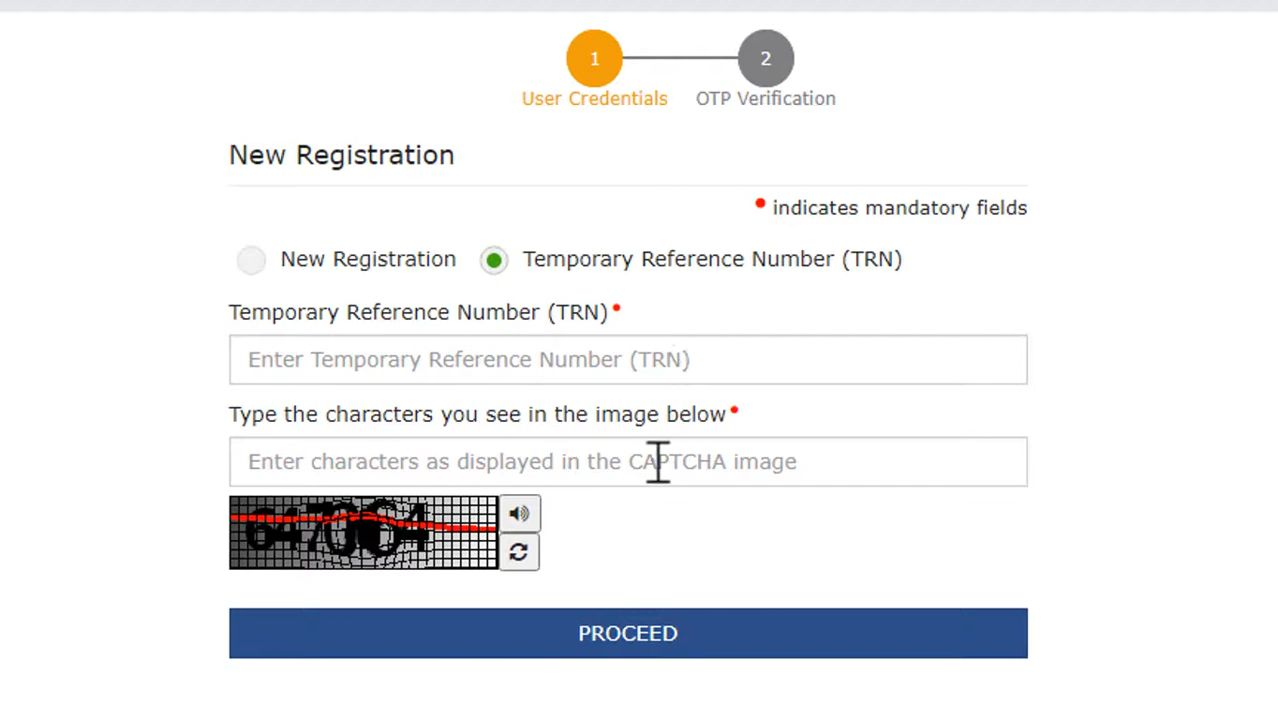 1
2
User Credentials
OTP Verification
New Registration
• indicates mandatory fields
New Registration
Temporary Reference Number (TRN)
Temporary Reference Number (TRN)•
Enter Temporary Reference Number (TRN)
Type the characters you see in the image below•
Enter characters as displayed in the CAPTCHA image
PROCEED